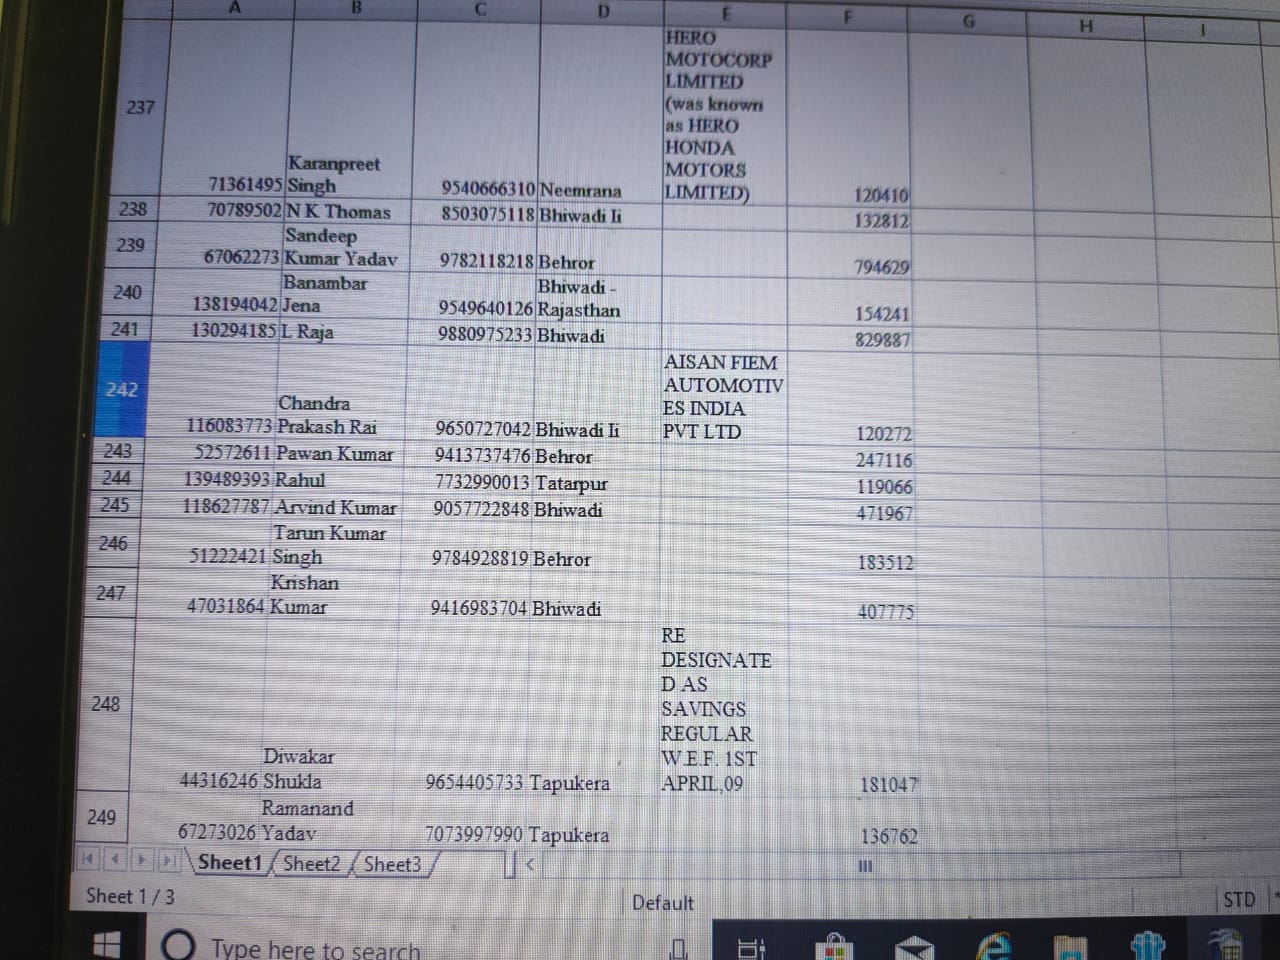 A B C D E F G H I
HERO
MOTOCORP
LIMITED
(was known
as HERO
HONDA
MOTORS
LIMITED)
237
Karanpreet
71361495 Singh 9540666310 Neemrana 120410
238 70789502 N K Thomas 8503075118 Bhiwadi Ii 132812
Sandeep
239 67062273 Kumar Yadav 9782118218 Behror 794629
Banambar Bhiwadi -
240 138194042 Jena 9549640126 Rajasthan 154241
241 130294185 L Raja 9880975233 Bhiwadi 829887
AISAN FIEM
AUTOMOTIV
ES INDIA
PVT LTD
242
Chandra
116083773 Prakash Rai 9650727042 Bhiwadi Ii 120272
243 52572611 Pawan Kumar 9413737476 Behror 247116
244 139489393 Rahul 7732990013 Tatarpur 119066
245 118627787 Arvind Kumar 9057722848 Bhiwadi 471967
Tarun Kumar
246 51222421 Singh 9784928819 Behror 183512
Krishan
247 47031864 Kumar 9416983704 Bhiwadi 407775
RE
DESIGNATE
D AS
SAVINGS
REGULAR
W.E.F. 1ST
APRIL,09
248
Diwakar
44316246 Shukla 9654405733 Tapukera 181047
Ramanand
249 67273026 Yadav 7073997990 Tapukera 136762
Sheet1 Sheet2 Sheet3
Sheet 1 / 3 Default STD *
Type here to search